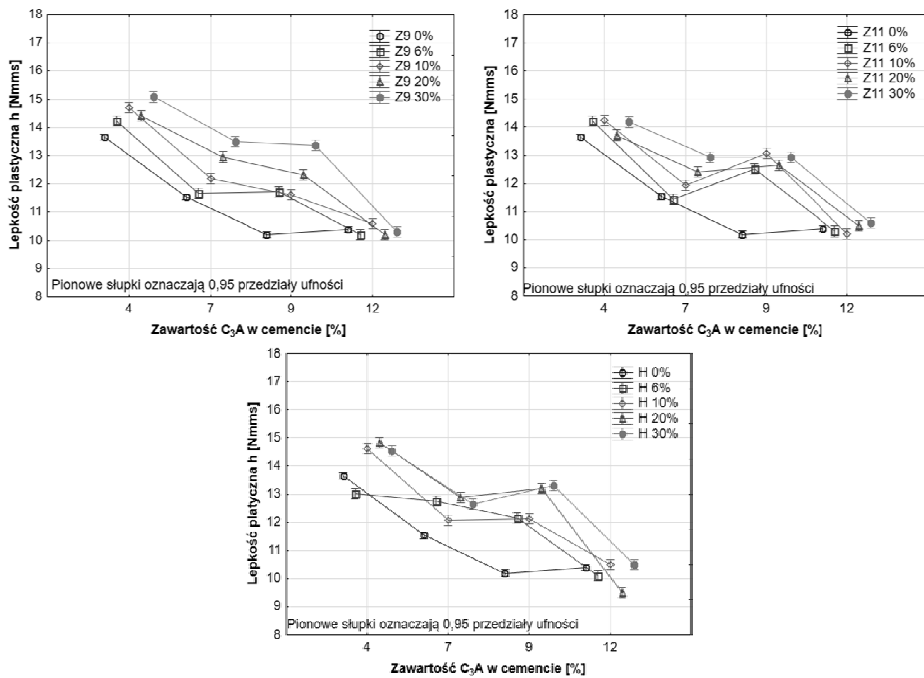 18
17
16
15
14
13
12
11
10
9
8
Lepkość plastyczna h [Nmms]
Z9 0%
Z9 6%
Z9 10%
Z9 20%
Z9 30%
Pionowe słupki oznaczają 0,95 przedziały ufności
4
7
9
12
Zawartość C₃A w cemencie [%]
18
17
16
15
14
13
12
11
10
9
8
Lepkość plastyczna [Nmms]
Z11 0%
Z11 6%
Z11 10%
Z11 20%
Z11 30%
Pionowe słupki oznaczają 0,95 przedziały ufności
4
7
9
12
Zawartość C₃A w cemencie [%]
18
17
16
15
14
13
12
11
10
9
8
Lepkość platyczna h [Nmms]
H 0%
H 6%
H 10%
H 20%
H 30%
Pionowe słupki oznaczają 0,95 przedziały ufności
4
7
9
12
Zawartość C₃A w cemencie [%]